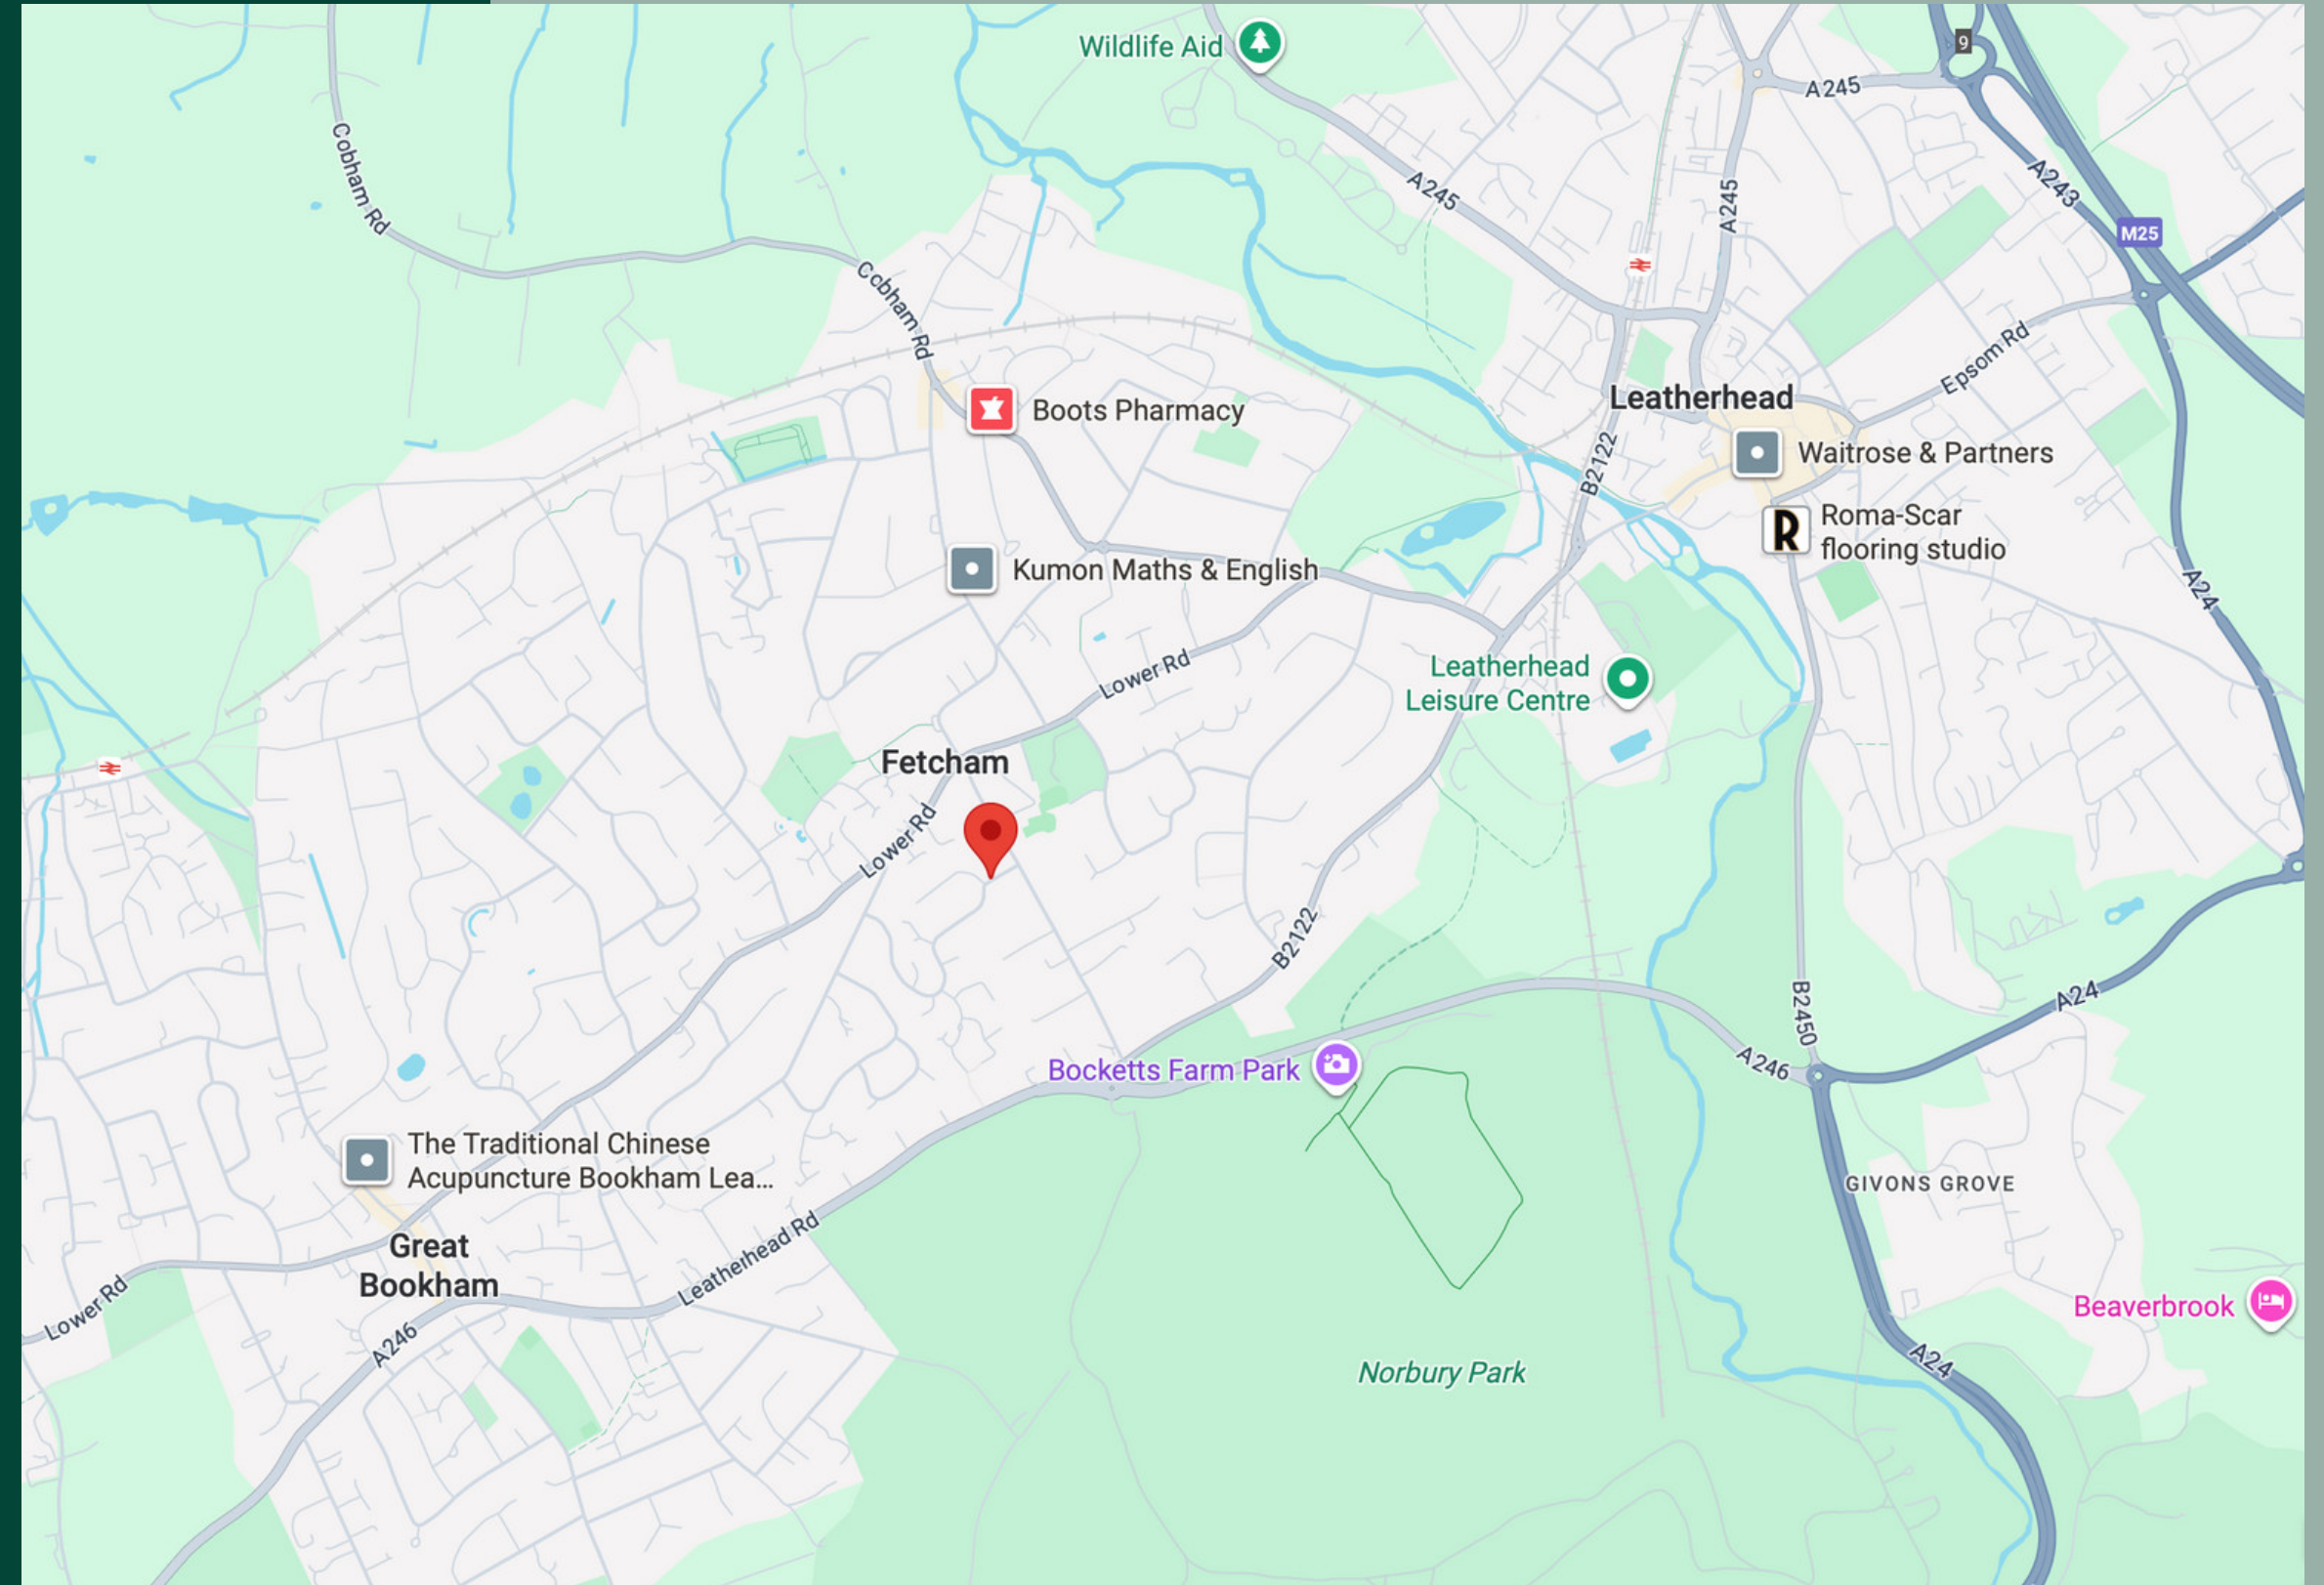 Wildlife Aid
9
A245
Cobham Rd
A245
A243
A245
M25
Cobham Rd
Epsom Rd
Leatherhead
Boots Pharmacy
B2122
Waitrose & Partners
Roma-Scar
flooring studio
Kumon Maths & English
A24
Lower Rd
Leatherhead
Leisure Centre
Fetcham
Lower Rd
B2122
A24
B2450
A246
Bocketts Farm Park
The Traditional Chinese
Acupuncture Bookham Lea...
GIVONS GROVE
Leatherhead Rd
Great
Bookham
Lower Rd
Beaverbrook
A246
A24
Norbury Park